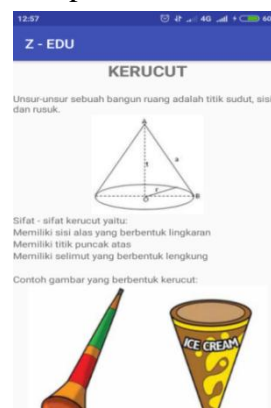 12:57
4G
60
Z - EDU
KERUCUT
Unsur-unsur sebuah bangun ruang adalah titik sudut, sisi
dan rusuk.
A
t
a
r
O
B
Sifat - sifat kerucut yaitu:
Memiliki sisi alas yang berbentuk lingkaran
Memiliki titik puncak atas
Memiliki selimut yang berbentuk lengkung
Contoh gambar yang berbentuk kerucut:
ICE CREAM